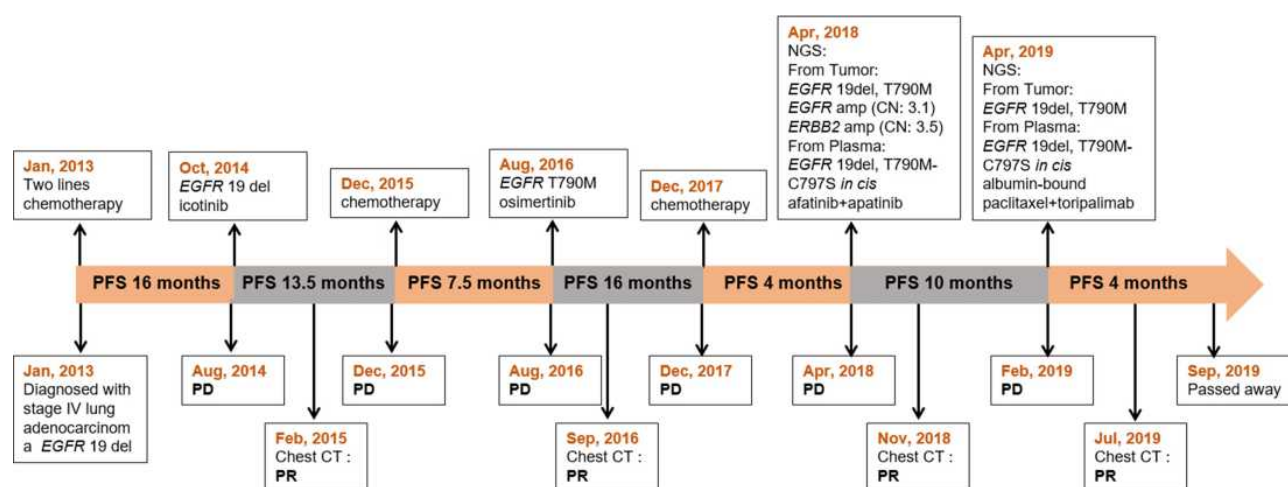 Jan, 2013
Two lines
chemotherapy
Oct, 2014
EGFR 19 del
icotinib
Dec, 2015
chemotherapy
Aug, 2016
EGFR T790M
osimertinib
Dec, 2017
chemotherapy
Apr, 2018
NGS:
From Tumor:
EGFR 19del, T790M
EGFR amp (CN: 3.1)
ERBB2 amp (CN: 3.5)
From Plasma:
EGFR 19del, T790M-
C797S in cis
afatinib+apatinib
Apr, 2019
NGS:
From Tumor:
EGFR 19del, T790M
From Plasma:
EGFR 19del, T790M-
C797S in cis
albumin-bound
paclitaxel+toripalimab
PFS 16 months
PFS 13.5 months
PFS 7.5 months
PFS 16 months
PFS 4 months
PFS 10 months
PFS 4 months
Jan, 2013
Diagnosed with
stage IV lung
adenocarcinom
a EGFR 19 del
Aug, 2014
PD
Feb, 2015
Chest CT :
PR
Dec, 2015
PD
Aug, 2016
PD
Sep, 2016
Chest CT :
PR
Dec, 2017
PD
Apr, 2018
PD
Nov, 2018
Chest CT :
PR
Feb, 2019
PD
Jul, 2019
Chest CT :
PR
Sep, 2019
Passed away